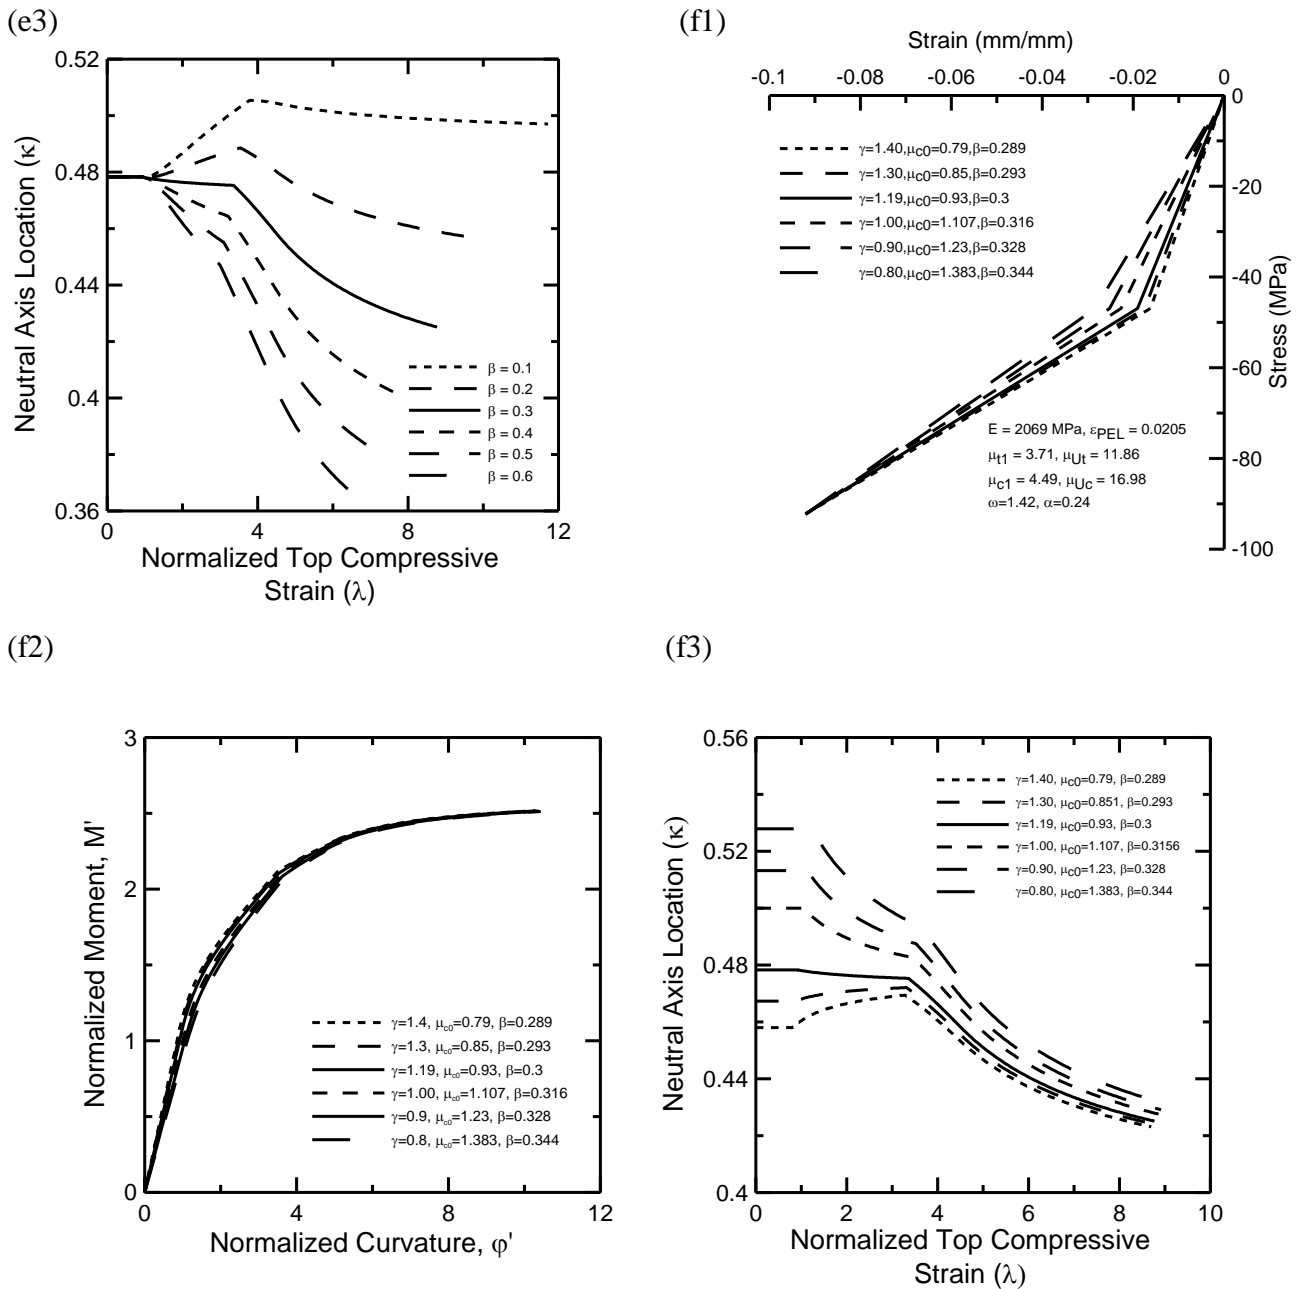 (e3)
0.52
0.48
0.44
0.4
0.36
Neutral Axis Location (κ)
β = 0.1
β = 0.2
β = 0.3
β = 0.4
β = 0.5
β = 0.6
0 4 8 12
Normalized Top Compressive
Strain (λ)
(f1)
Strain (mm/mm)
-0.1 -0.08 -0.06 -0.04 -0.02 0
0
-20
-40
-60
-80
-100
Stress (MPa)
γ=1.40,μc0=0.79,β=0.289
γ=1.30,μc0=0.85,β=0.293
γ=1.19,μc0=0.93,β=0.3
γ=1.00,μc0=1.107,β=0.316
γ=0.90,μc0=1.23,β=0.328
γ=0.80,μc0=1.383,β=0.344
E = 2069 MPa, εPEL = 0.0205
μt1 = 3.71, μUt = 11.86
μc1 = 4.49, μUc = 16.98
ω=1.42, α=0.24
(f2)
3
2
1
0
Normalized Moment, M'
γ=1.4, μc0=0.79, β=0.289
γ=1.3, μc0=0.85, β=0.293
γ=1.19, μc0=0.93, β=0.3
γ=1.00, μc0=1.107, β=0.316
γ=0.9, μc0=1.23, β=0.328
γ=0.8, μc0=1.383, β=0.344
0 4 8 12
Normalized Curvature, φ'
(f3)
0.56
0.52
0.48
0.44
0.4
Neutral Axis Location (κ)
γ=1.40, μc0=0.79, β=0.289
γ=1.30, μc0=0.851, β=0.293
γ=1.19, μc0=0.93, β=0.3
γ=1.00, μc0=1.107, β=0.3156
γ=0.90, μc0=1.23, β=0.328
γ=0.80, μc0=1.383, β=0.344
0 2 4 6 8 10
Normalized Top Compressive
Strain (λ)